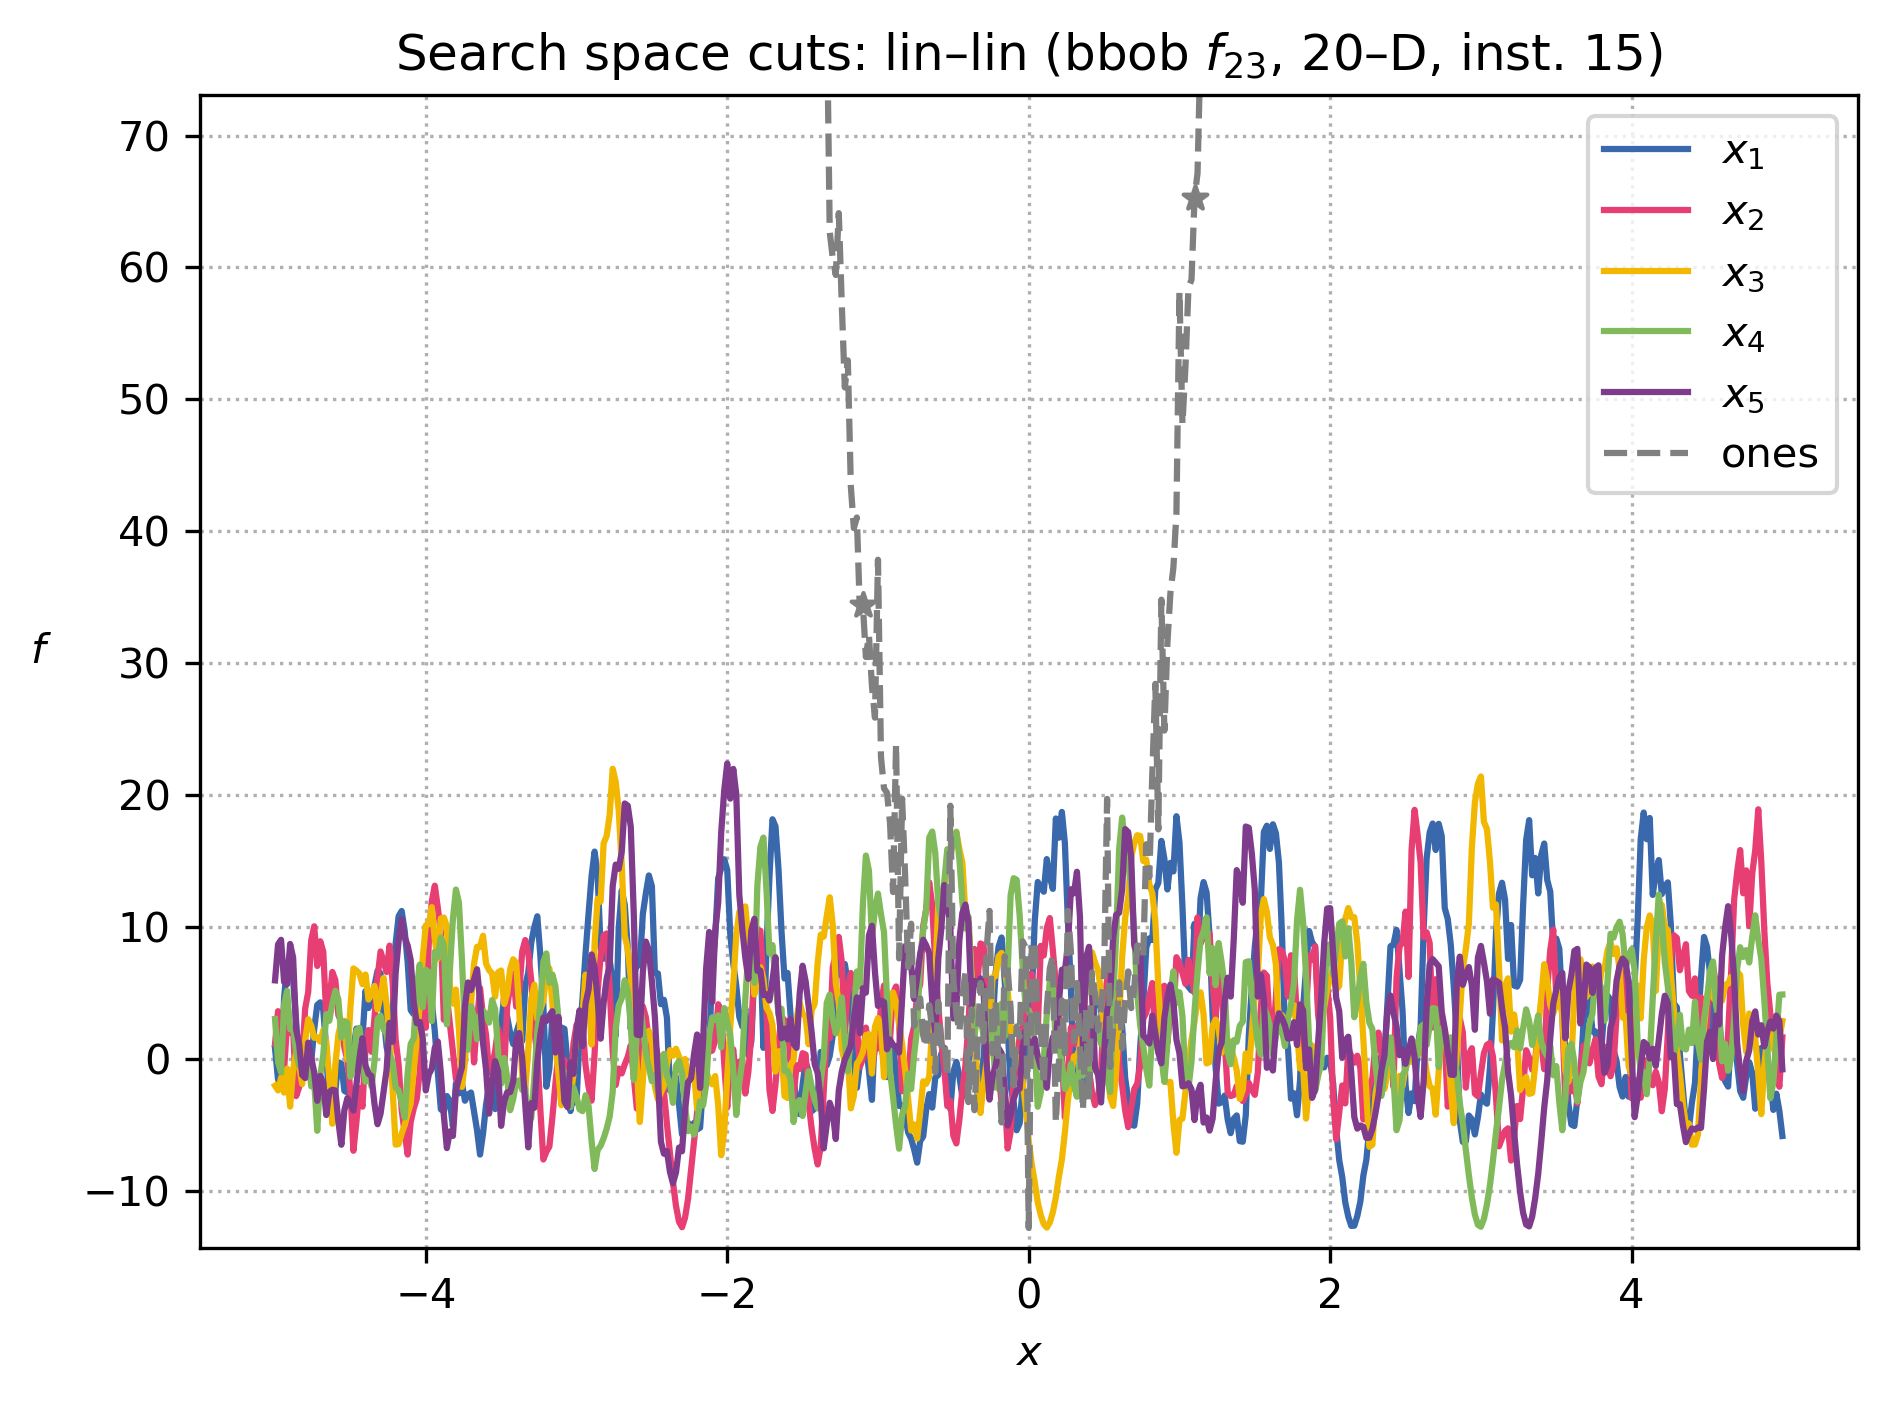 Search space cuts: lin–lin (bbob f₂₃, 20–D, inst. 15)
70
60
50
40
30
20
10
0
−10
f
x₁
x₂
x₃
x₄
x₅
ones
−4
−2
0
2
4
x